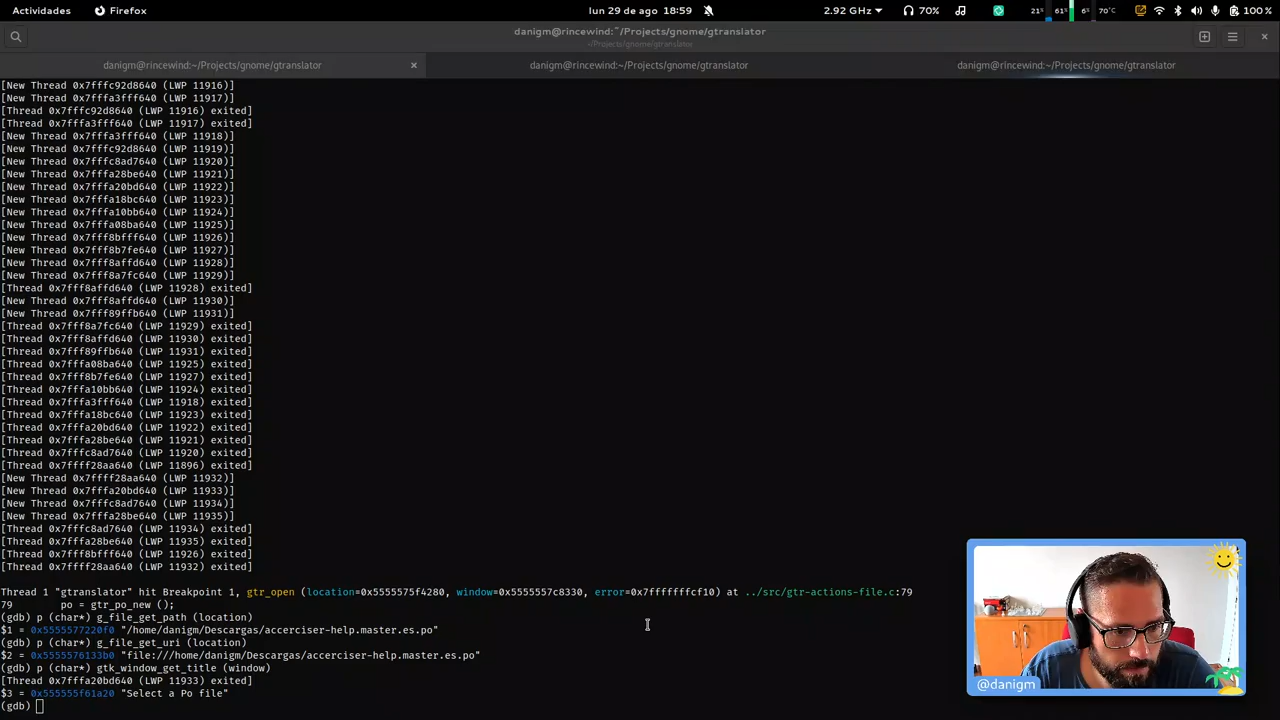 Actividades
Firefox
lun 29 de ago 18:59
2.92 GHz
70%
21%
61%
6%
70°C
100 %
danigm@rincewind:~/Projects/gnome/gtranslator
~/Projects/gnome/gtranslator
danigm@rincewind:~/Projects/gnome/gtranslator
danigm@rincewind:~/Projects/gnome/gtranslator
danigm@rincewind:~/Projects/gnome/gtranslator
[New Thread 0x7fffc92d8640 (LWP 11916)]
[New Thread 0x7fffa3fff640 (LWP 11917)]
[Thread 0x7fffc92d8640 (LWP 11916) exited]
[Thread 0x7fffa3fff640 (LWP 11917) exited]
[New Thread 0x7fffa3fff640 (LWP 11918)]
[New Thread 0x7fffc92d8640 (LWP 11919)]
[New Thread 0x7fffc8ad7640 (LWP 11920)]
[New Thread 0x7fffa28be640 (LWP 11921)]
[New Thread 0x7fffa20bd640 (LWP 11922)]
[New Thread 0x7fffa18bc640 (LWP 11923)]
[New Thread 0x7fffa10bb640 (LWP 11924)]
[New Thread 0x7fffa08ba640 (LWP 11925)]
[New Thread 0x7fff8bfff640 (LWP 11926)]
[New Thread 0x7fff8b7fe640 (LWP 11927)]
[New Thread 0x7fff8affd640 (LWP 11928)]
[New Thread 0x7fff8a7fc640 (LWP 11929)]
[Thread 0x7fff8affd640 (LWP 11928) exited]
[New Thread 0x7fff8affd640 (LWP 11930)]
[New Thread 0x7fff89ffb640 (LWP 11931)]
[Thread 0x7fff8a7fc640 (LWP 11929) exited]
[Thread 0x7fff8affd640 (LWP 11930) exited]
[Thread 0x7fff89ffb640 (LWP 11931) exited]
[Thread 0x7fffa08ba640 (LWP 11925) exited]
[Thread 0x7fff8b7fe640 (LWP 11927) exited]
[Thread 0x7fffa10bb640 (LWP 11924) exited]
[Thread 0x7fffa3fff640 (LWP 11918) exited]
[Thread 0x7fffa18bc640 (LWP 11923) exited]
[Thread 0x7fffa20bd640 (LWP 11922) exited]
[Thread 0x7fffa28be640 (LWP 11921) exited]
[Thread 0x7fffc8ad7640 (LWP 11920) exited]
[Thread 0x7ffff28aa640 (LWP 11896) exited]
[New Thread 0x7ffff28aa640 (LWP 11932)]
[New Thread 0x7fffa20bd640 (LWP 11933)]
[New Thread 0x7fffc8ad7640 (LWP 11934)]
[New Thread 0x7fffa28be640 (LWP 11935)]
[Thread 0x7fffc8ad7640 (LWP 11934) exited]
[Thread 0x7fffa28be640 (LWP 11935) exited]
[Thread 0x7fff8bfff640 (LWP 11926) exited]
[Thread 0x7ffff28aa640 (LWP 11932) exited]
Thread 1 "gtranslator" hit Breakpoint 1, gtr_open (location=0x5555575f4280, window=0x5555557c8330, error=0x7fffffffcf10) at ../src/gtr-actions-file.c:79
79 po = gtr_po_new ();
(gdb) p (char*) g_file_get_path (location)
$1 = 0x5555577220f0 "/home/danigm/Descargas/accerciser-help.master.es.po"
(gdb) p (char*) g_file_get_uri (location)
$2 = 0x5555576133b0 "file:///home/danigm/Descargas/accerciser-help.master.es.po"
(gdb) p (char*) gtk_window_get_title (window)
[Thread 0x7fffa20bd640 (LWP 11933) exited]
$3 = 0x555555f61a20 "Select a Po file"
(gdb)
@danigm